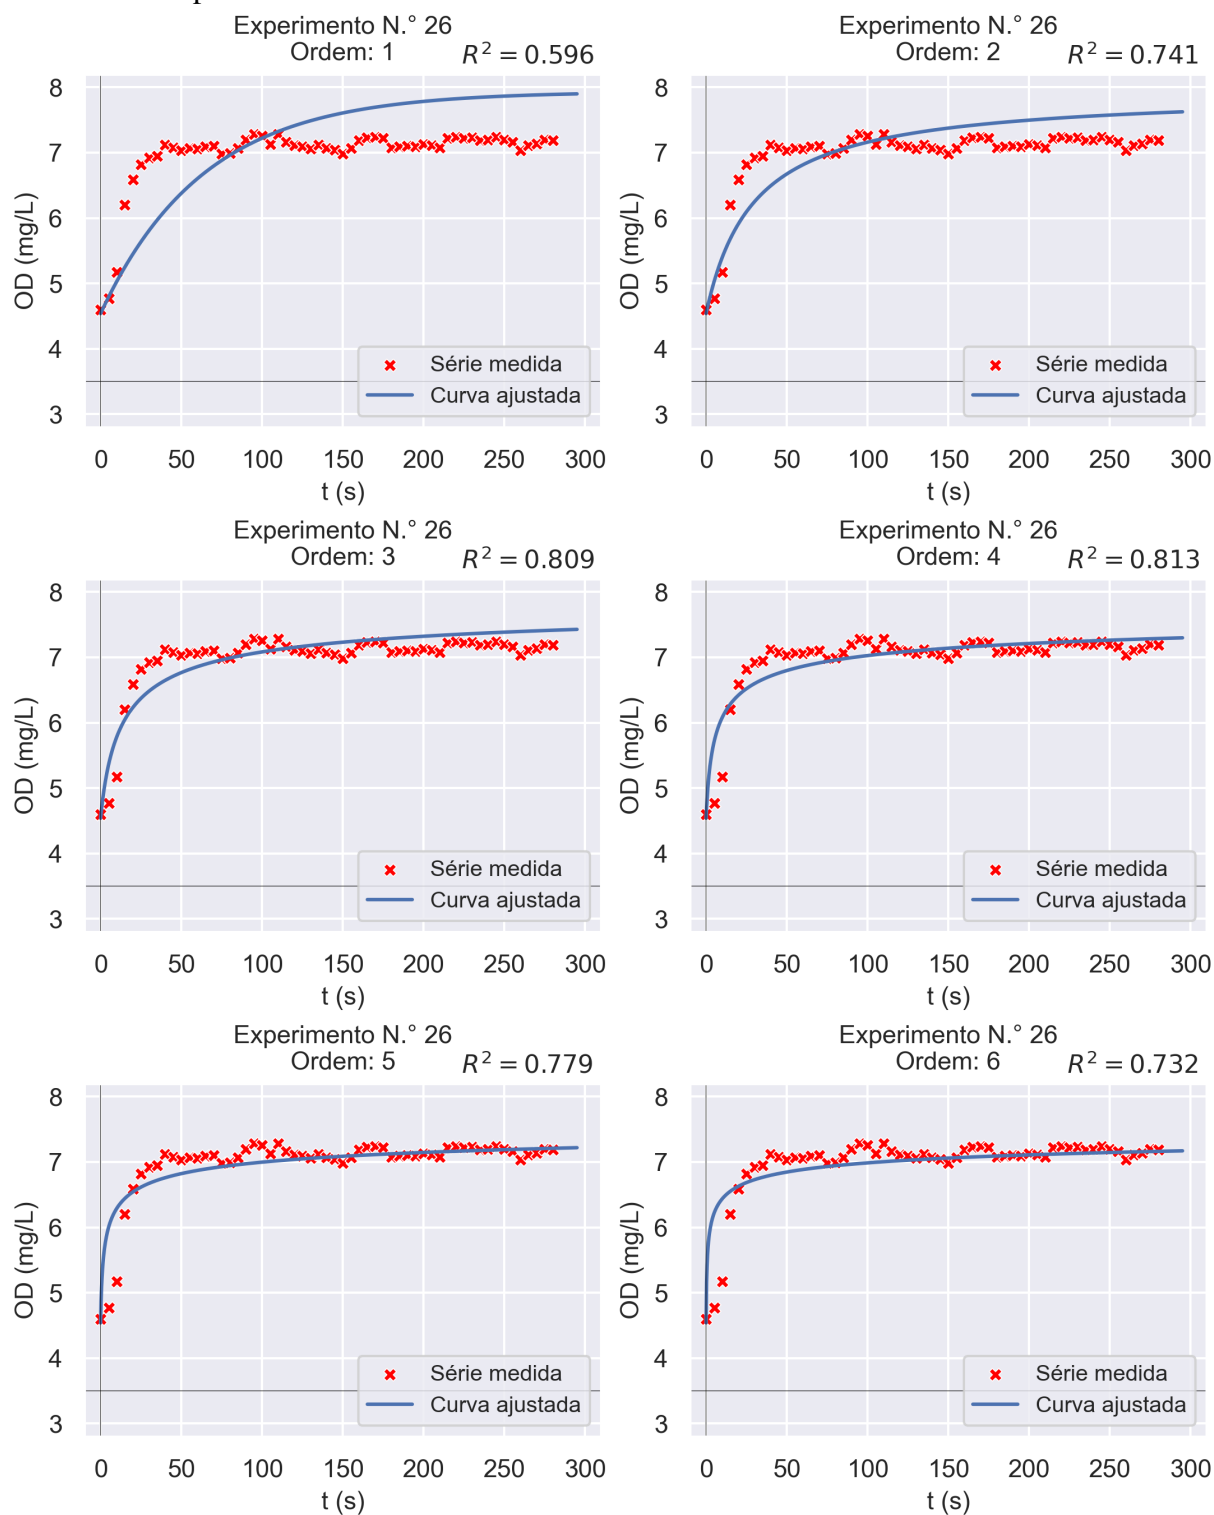 Experimento N.° 26
Ordem: 1 R² = 0.596
8
7
6
5
4
3
OD (mg/L)
Série medida
Curva ajustada
0 50 100 150 200 250 300
t (s)
Experimento N.° 26
Ordem: 2 R² = 0.741
8
7
6
5
4
3
OD (mg/L)
Série medida
Curva ajustada
0 50 100 150 200 250 300
t (s)
Experimento N.° 26
Ordem: 3 R² = 0.809
8
7
6
5
4
3
OD (mg/L)
Série medida
Curva ajustada
0 50 100 150 200 250 300
t (s)
Experimento N.° 26
Ordem: 4 R² = 0.813
8
7
6
5
4
3
OD (mg/L)
Série medida
Curva ajustada
0 50 100 150 200 250 300
t (s)
Experimento N.° 26
Ordem: 5 R² = 0.779
8
7
6
5
4
3
OD (mg/L)
Série medida
Curva ajustada
0 50 100 150 200 250 300
t (s)
Experimento N.° 26
Ordem: 6 R² = 0.732
8
7
6
5
4
3
OD (mg/L)
Série medida
Curva ajustada
0 50 100 150 200 250 300
t (s)